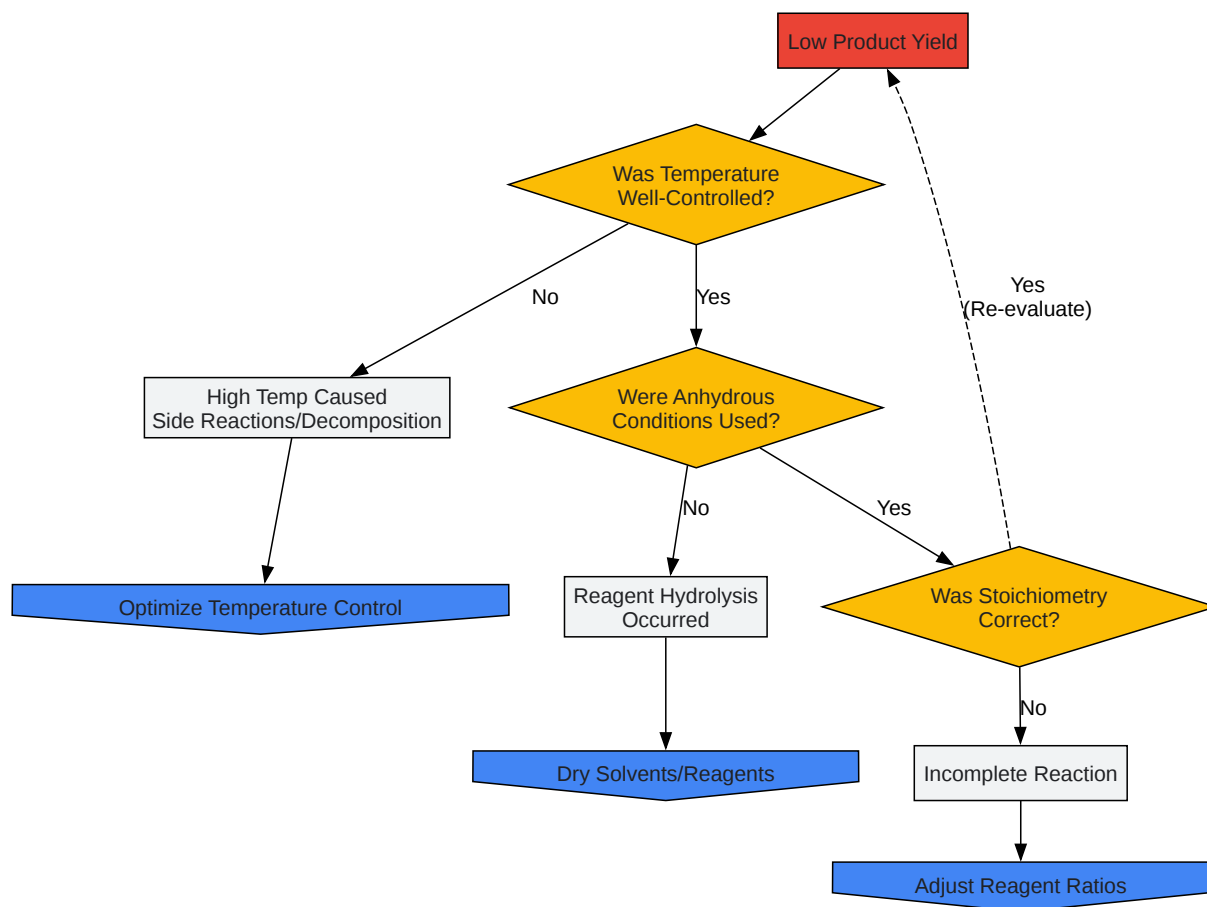 Low Product Yield
Was Temperature
Well-Controlled?
No
Yes
Yes
(Re-evaluate)
High Temp Caused
Side Reactions/Decomposition
Were Anhydrous
Conditions Used?
No
Yes
Optimize Temperature Control
Reagent Hydrolysis
Occurred
Was Stoichiometry
Correct?
No
Dry Solvents/Reagents
Incomplete Reaction
Adjust Reagent Ratios